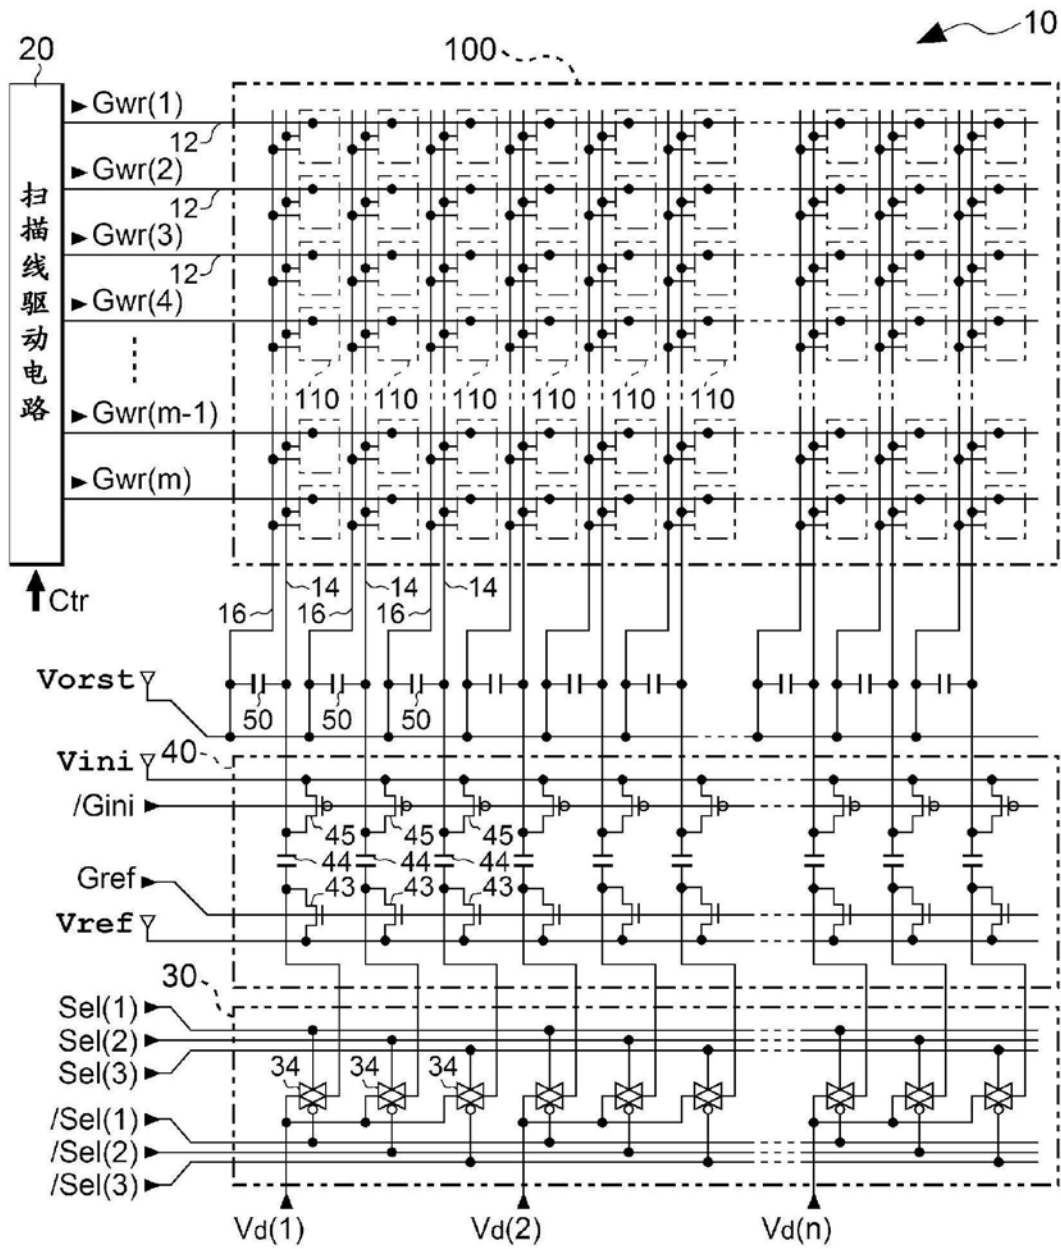 10
20
100
Gwr(1)
12
Gwr(2)
12
Gwr(3)
12
Gwr(4)
扫描线驱动电路
110 110 110 110 110 110
Gwr(m-1)
Gwr(m)
Ctr
14 14 14
16 16 16
Vorst
50 50 50
Vini
40
/Gini
45 45 45
44 44 44
Gref
43 43 43
Vref
30
Sel(1)
Sel(2)
Sel(3)
34 34 34
/Sel(1)
/Sel(2)
/Sel(3)
Vd(1) Vd(2) Vd(n)